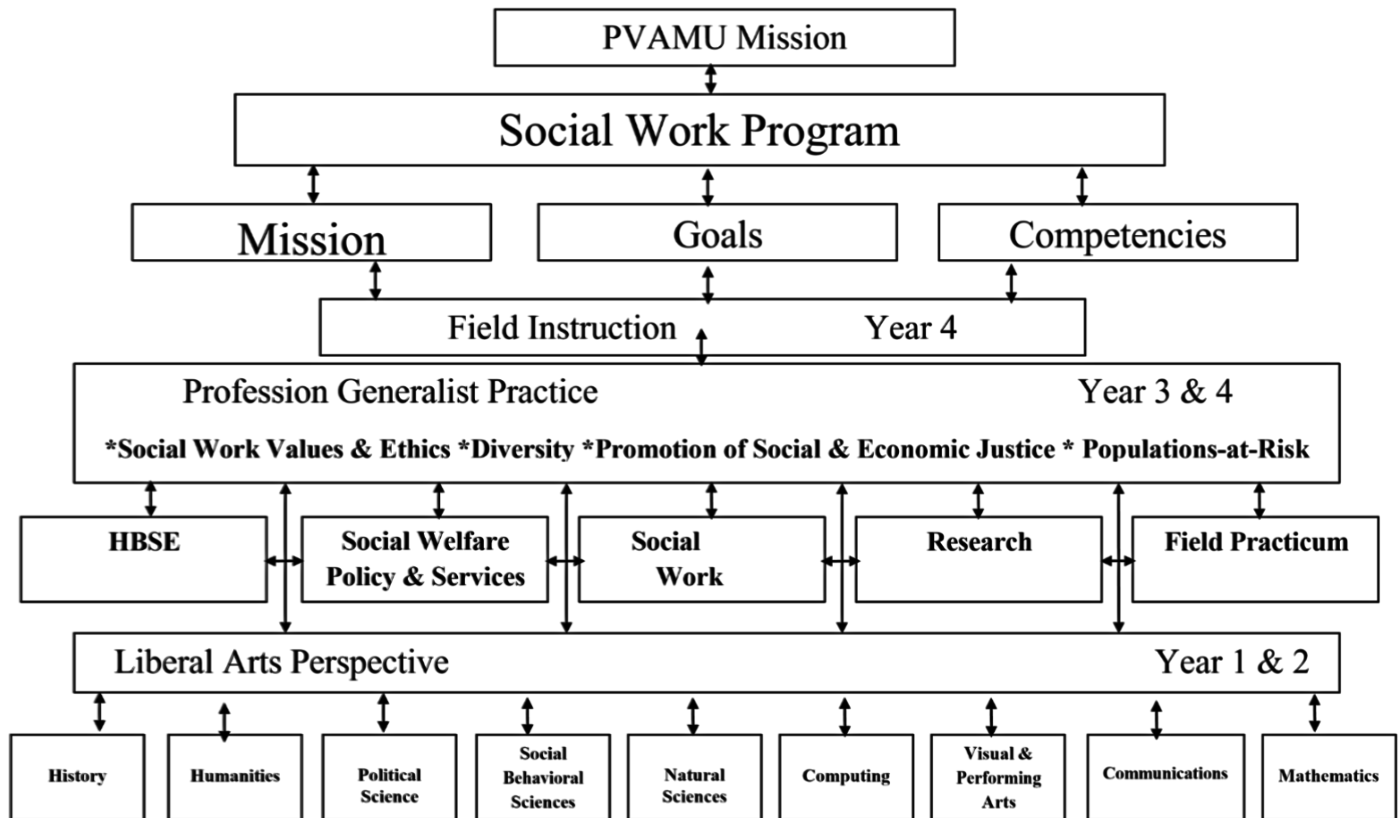 PVAMU Mission
Social Work Program
Mission
Goals
Competencies
Field Instruction Year 4
Profession Generalist Practice Year 3 & 4
*Social Work Values & Ethics *Diversity *Promotion of Social & Economic Justice * Populations-at-Risk
HBSE
Social Welfare
Policy & Services
Social
Work
Research
Field Practicum
Liberal Arts Perspective Year 1 & 2
History
Humanities
Political
Science
Social
Behavioral
Sciences
Natural
Sciences
Computing
Visual &
Performing
Arts
Communications
Mathematics